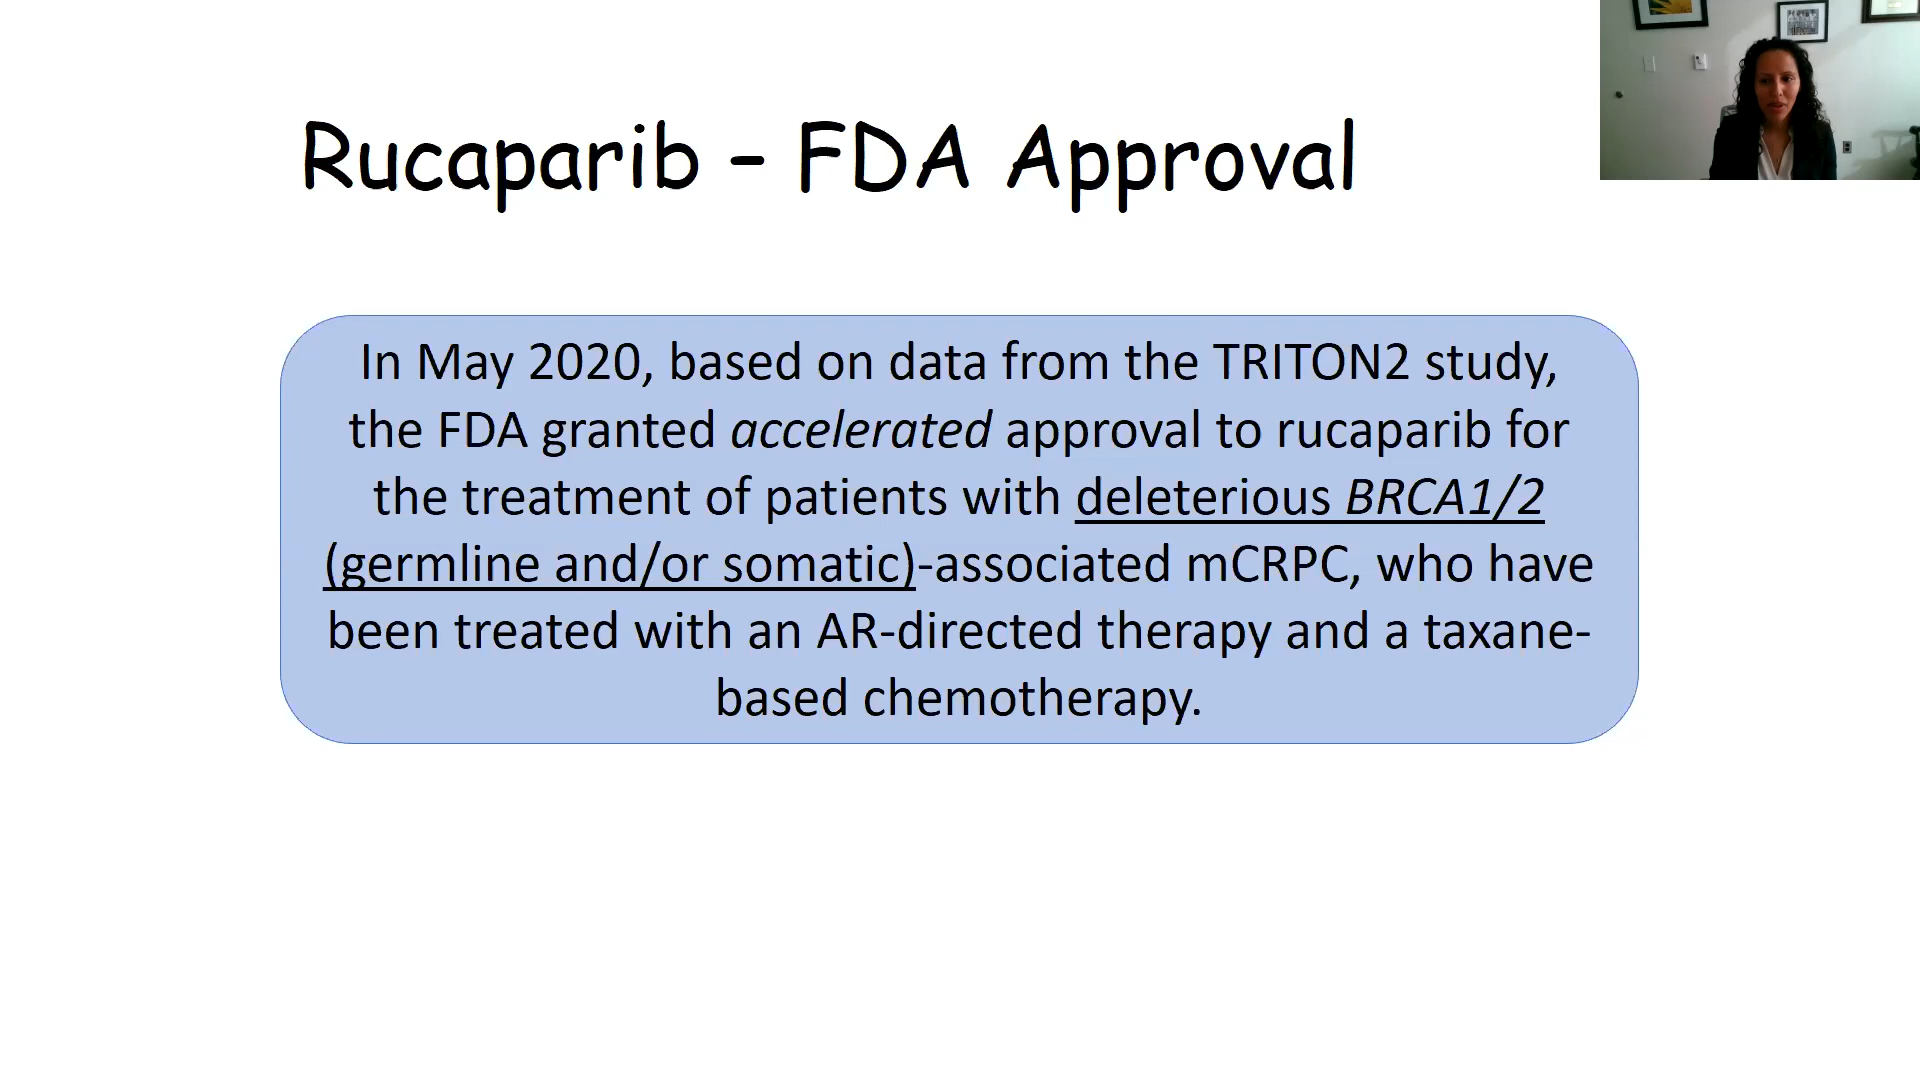 Rucaparib – FDA Approval
In May 2020, based on data from the TRITON2 study,
the FDA granted accelerated approval to rucaparib for
the treatment of patients with deleterious BRCA1/2
(germline and/or somatic)-associated mCRPC, who have
been treated with an AR-directed therapy and a taxane-
based chemotherapy.